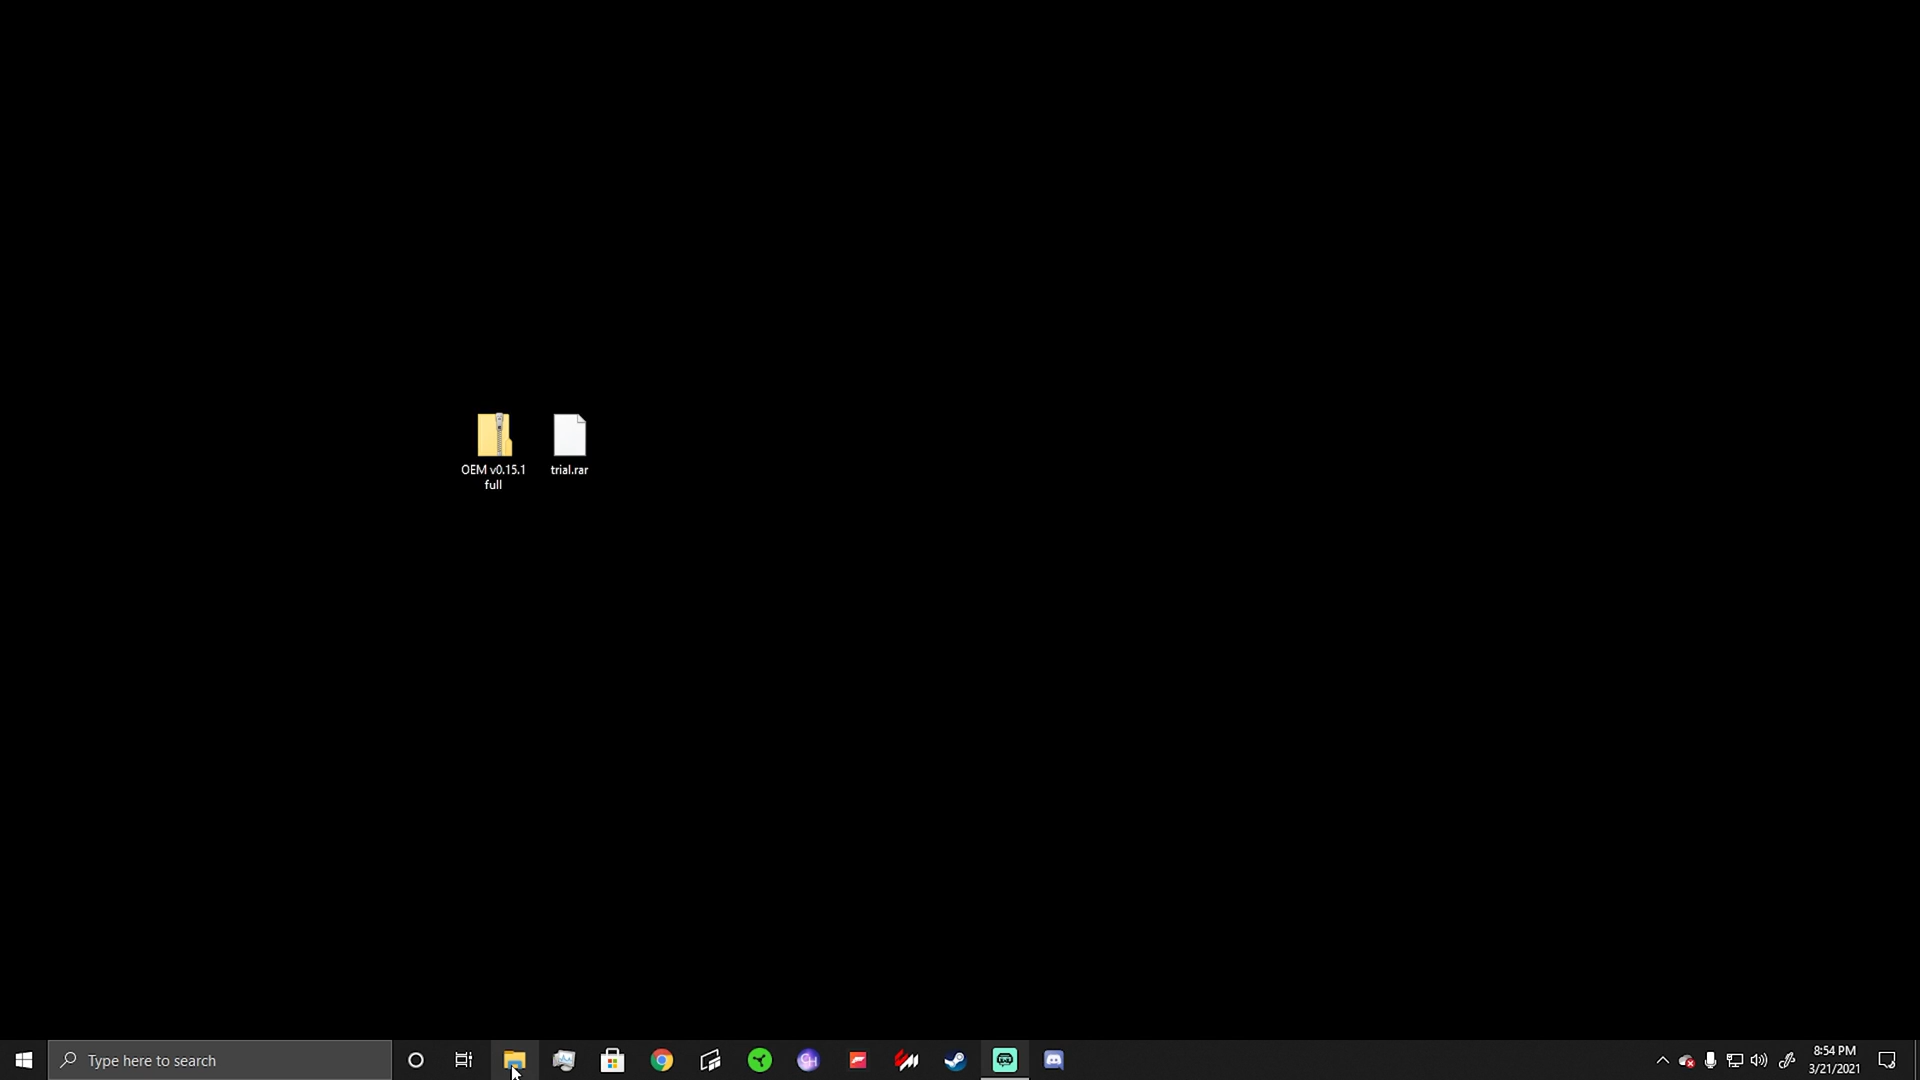 OEM v0.15.1
full
trial.rar
Type here to search
8:54 PM
3/21/2021